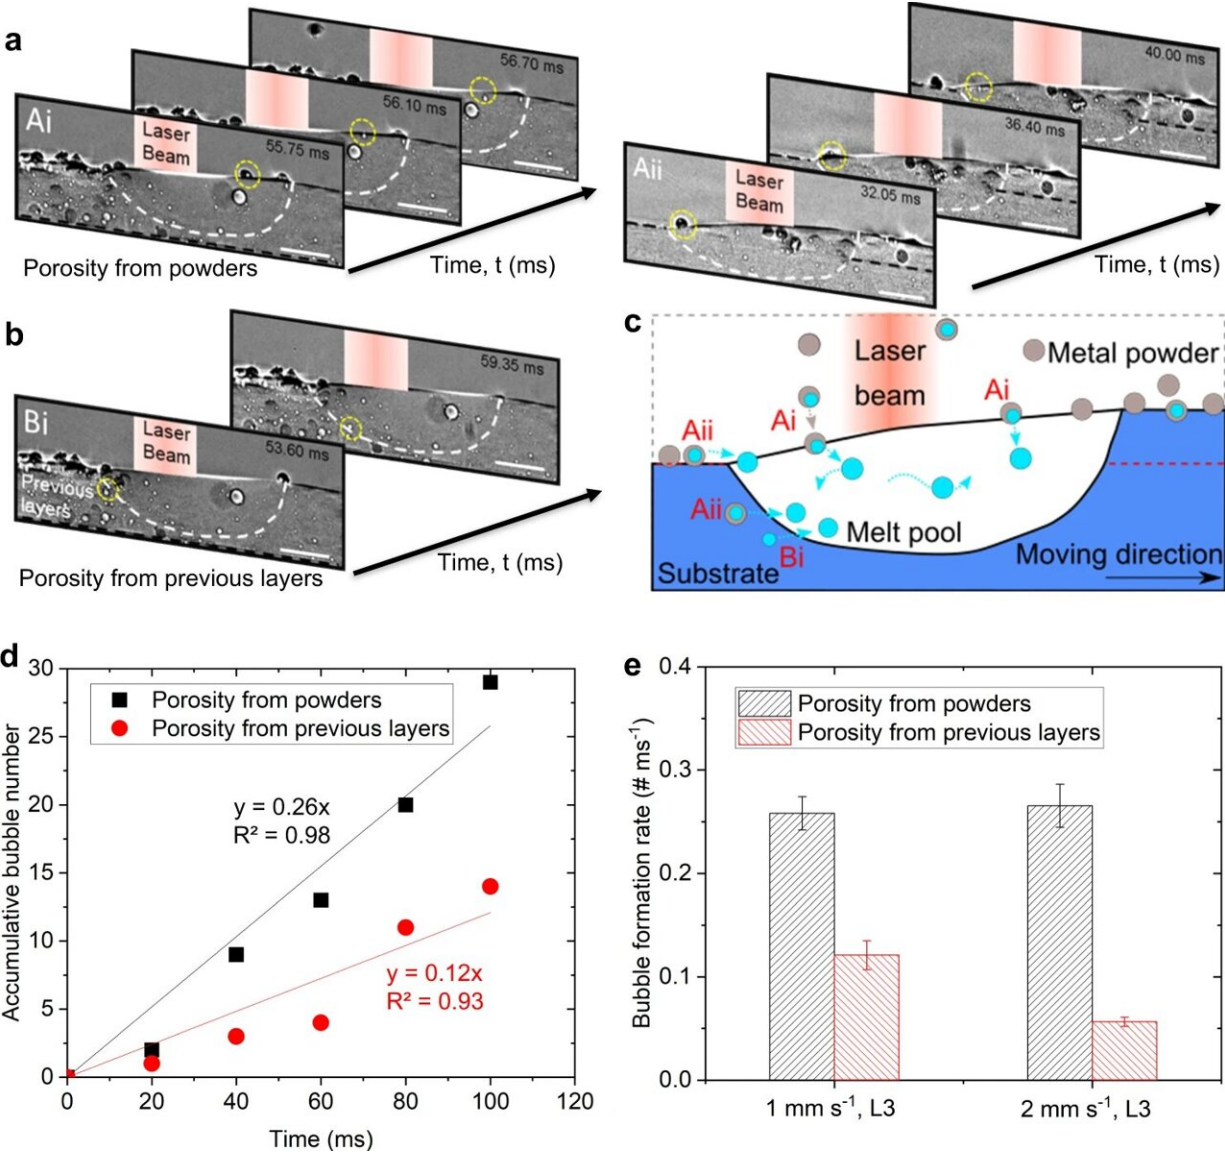 a
Ai
Laser
Beam
55.75 ms
56.10 ms
56.70 ms
Porosity from powders
Time, t (ms)
Aii
Laser
Beam
32.05 ms
36.40 ms
40.00 ms
Time, t (ms)
b
Bi
Laser
Beam
53.60 ms
59.35 ms
Previous
layers
Porosity from previous layers
Time, t (ms)
c
Laser
beam
Metal powder
Aii
Ai
Ai
Aii
Bi
Melt pool
Substrate
Moving direction
d
30
25
20
15
10
5
0
Accumulative bubble number
Porosity from powders
Porosity from previous layers
y = 0.26x
R² = 0.98
y = 0.12x
R² = 0.93
0 20 40 60 80 100 120
Time (ms)
e
0.4
0.3
0.2
0.1
0.0
Bubble formation rate (# ms⁻¹)
Porosity from powders
Porosity from previous layers
1 mm s⁻¹, L3
2 mm s⁻¹, L3